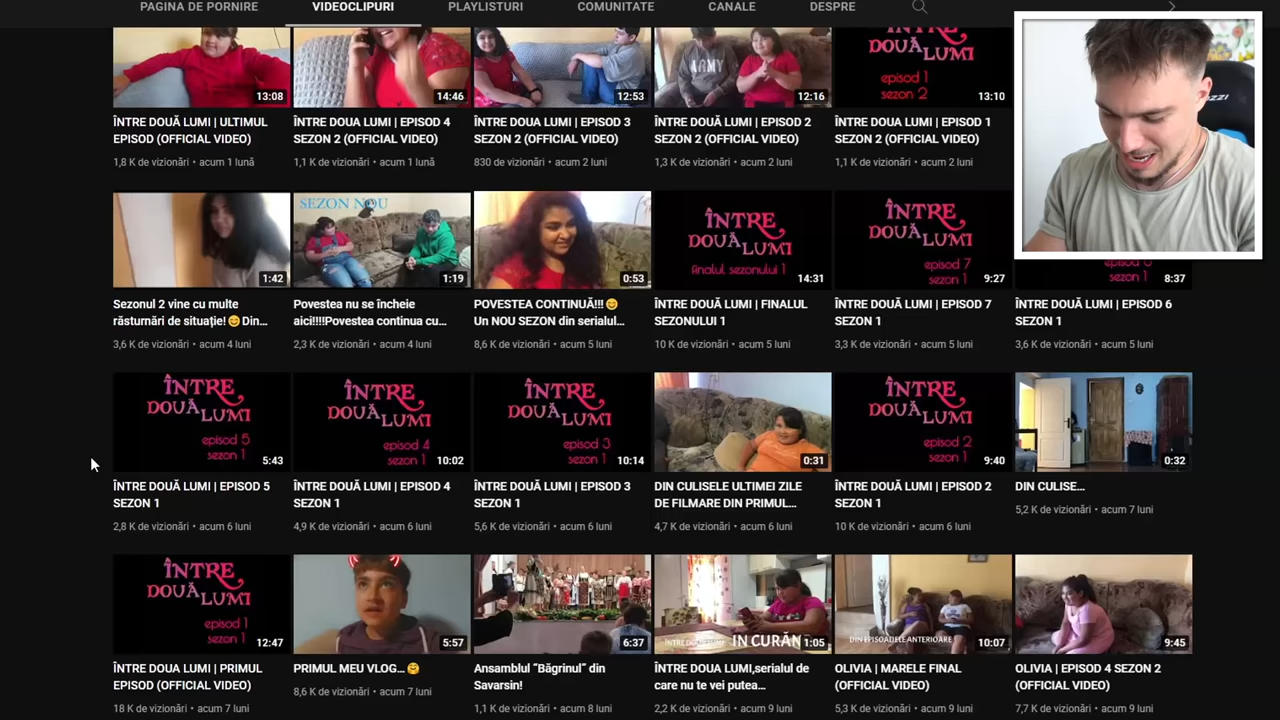 PAGINA DE PORNIRE
VIDEOCLIPURI
PLAYLISTURI
COMUNITATE
CANALE
DESPRE
13:08
14:46
12:53
ARMY
12:16
DOUĂ LUMI
episod 1
sezon 2
13:10
ÎNTRE DOUĂ LUMI | ULTIMUL
EPISOD (OFFICIAL VIDEO)
1,8 K de vizionări • acum 1 lună
ÎNTRE DOUA LUMI | EPISOD 4
SEZON 2 (OFFICIAL VIDEO)
1,1 K de vizionări • acum 1 lună
ÎNTRE DOUA LUMI | EPISOD 3
SEZON 2 (OFFICIAL VIDEO)
830 de vizionări • acum 2 luni
ÎNTRE DOUĂ LUMI | EPISOD 2
SEZON 2 (OFFICIAL VIDEO)
1,3 K de vizionări • acum 2 luni
ÎNTRE DOUĂ LUMI | EPISOD 1
SEZON 2 (OFFICIAL VIDEO)
1,1 K de vizionări • acum 2 luni
1:42
SEZON NOU
1:19
0:53
ÎNTRE
DOUĂ LUMI
finalul sezonului 1
14:31
ÎNTRE
DOUĂ LUMI
episod 7
sezon 1
9:27
sezon 1
8:37
Sezonul 2 vine cu multe
răsturnări de situație!😊Din...
3,6 K de vizionări • acum 4 luni
Povestea nu se încheie
aici!!!!Povestea continua cu...
2,3 K de vizionări • acum 4 luni
POVESTEA CONTINUĂ!!!😊
Un NOU SEZON din serialul...
8,6 K de vizionări • acum 5 luni
ÎNTRE DOUĂ LUMI | FINALUL
SEZONULUI 1
10 K de vizionări • acum 5 luni
ÎNTRE DOUĂ LUMI | EPISOD 7
SEZON 1
3,3 K de vizionări • acum 5 luni
ÎNTRE DOUĂ LUMI | EPISOD 6
SEZON 1
3,6 K de vizionări • acum 5 luni
ÎNTRE
DOUĂ LUMI
episod 5
sezon 1
5:43
ÎNTRE
DOUĂ LUMI
episod 4
sezon 1
10:02
ÎNTRE
DOUĂ LUMI
episod 3
sezon 1
10:14
0:31
ÎNTRE
DOUĂ LUMI
episod 2
sezon 1
9:40
0:32
ÎNTRE DOUĂ LUMI | EPISOD 5
SEZON 1
2,8 K de vizionări • acum 6 luni
ÎNTRE DOUĂ LUMI | EPISOD 4
SEZON 1
4,9 K de vizionări • acum 6 luni
ÎNTRE DOUĂ LUMI | EPISOD 3
SEZON 1
5,6 K de vizionări • acum 6 luni
DIN CULISELE ULTIMEI ZILE
DE FILMARE DIN PRIMUL...
4,7 K de vizionări • acum 6 luni
ÎNTRE DOUĂ LUMI | EPISOD 2
SEZON 1
10 K de vizionări • acum 6 luni
DIN CULISE...
5,2 K de vizionări • acum 7 luni
ÎNTRE
DOUĂ LUMI
episod 1
sezon 1
12:47
5:57
6:37
ÎNTRE DOUĂ LUMI
IN CURÂN
1:05
DIN EPISOADELE ANTERIOARE
10:07
9:45
ÎNTRE DOUA LUMI | PRIMUL
EPISOD (OFFICIAL VIDEO)
18 K de vizionări • acum 7 luni
PRIMUL MEU VLOG...🤗
8,6 K de vizionări • acum 7 luni
Ansamblul “Băgrinul” din
Savarsin!
1,1 K de vizionări • acum 8 luni
ÎNTRE DOUA LUMI,serialul de
care nu te vei putea...
2,2 K de vizionări • acum 9 luni
OLIVIA | MARELE FINAL
(OFFICIAL VIDEO)
5,3 K de vizionări • acum 9 luni
OLIVIA | EPISOD 4 SEZON 2
(OFFICIAL VIDEO)
7,7 K de vizionări • acum 9 luni